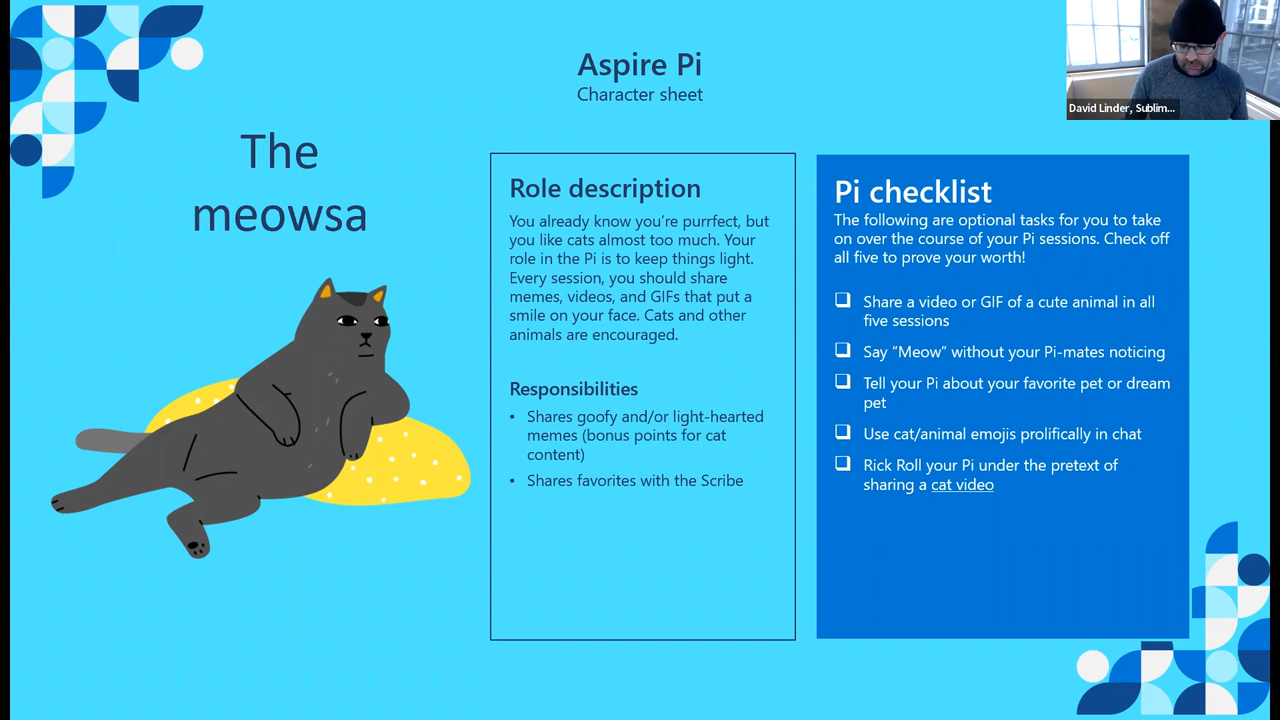 Aspire Pi
Character sheet
David Linder, Sublim...
The
meowsa
Role description
You already know you're purrfect, but
you like cats almost too much. Your
role in the Pi is to keep things light.
Every session, you should share
memes, videos, and GIFs that put a
smile on your face. Cats and other
animals are encouraged.
Responsibilities
• Shares goofy and/or light-hearted
memes (bonus points for cat
content)
• Shares favorites with the Scribe
Pi checklist
The following are optional tasks for you to take
on over the course of your Pi sessions. Check off
all five to prove your worth!
❑ Share a video or GIF of a cute animal in all
five sessions
❑ Say “Meow” without your Pi-mates noticing
❑ Tell your Pi about your favorite pet or dream
pet
❑ Use cat/animal emojis prolifically in chat
❑ Rick Roll your Pi under the pretext of
sharing a cat video